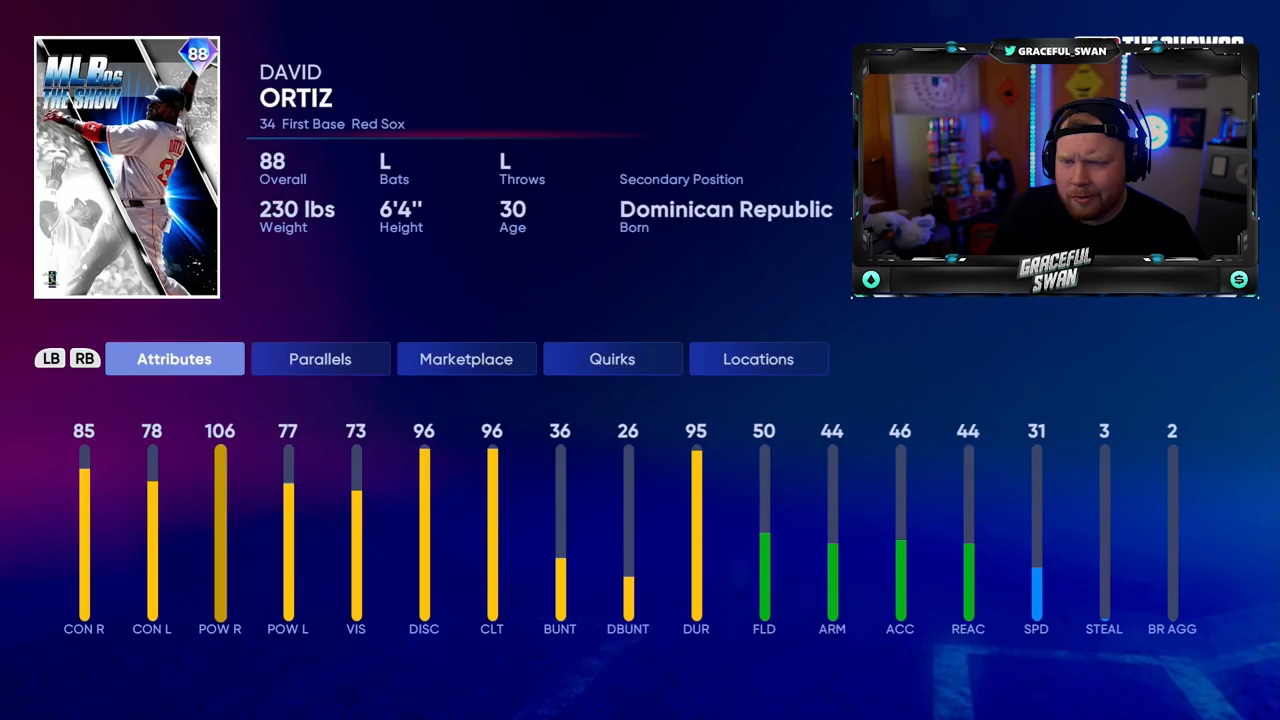 88
MLB 06
THE SHOW
DAVID
ORTIZ
34 First Base Red Sox
88
Overall
L
Bats
L
Throws
Secondary Position
230 lbs
Weight
6'4''
Height
30
Age
Dominican Republic
Born
GRACEFUL_SWAN
GRACEFUL
SWAN
LB RB Attributes Parallels Marketplace Quirks Locations
85 78 106 77 73 96 96 36 26 95 50 44 46 44 31 3 2
CON R CON L POW R POW L VIS DISC CLT BUNT DBUNT DUR FLD ARM ACC REAC SPD STEAL BR AGG